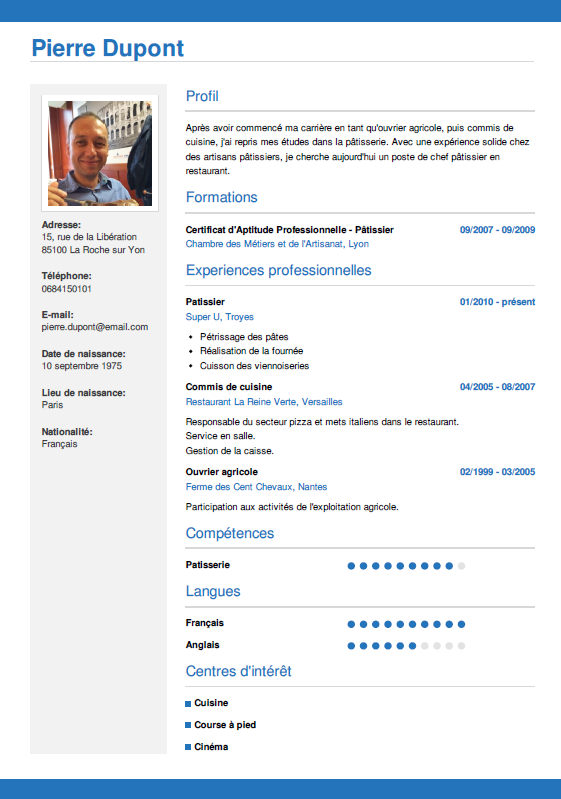 Pierre Dupont
Adresse:
15, rue de la Libération
85100 La Roche sur Yon
Téléphone:
0684150101
E-mail:
pierre.dupont@email.com
Date de naissance:
10 septembre 1975
Lieu de naissance:
Paris
Nationalité:
Français
Profil
Après avoir commencé ma carrière en tant qu'ouvrier agricole, puis commis de
cuisine, j'ai repris mes études dans la pâtisserie. Avec une expérience solide chez
des artisans pâtissiers, je cherche aujourd'hui un poste de chef pâtissier en
restaurant.
Formations
Certificat d'Aptitude Professionnelle - Pâtissier 09/2007 - 09/2009
Chambre des Métiers et de l'Artisanat, Lyon
Experiences professionnelles
Patissier 01/2010 - présent
Super U, Troyes
Pétrissage des pâtes
Réalisation de la fournée
Cuisson des viennoiseries
Commis de cuisine 04/2005 - 08/2007
Restaurant La Reine Verte, Versailles
Responsable du secteur pizza et mets italiens dans le restaurant.
Service en salle.
Gestion de la caisse.
Ouvrier agricole 02/1999 - 03/2005
Ferme des Cent Chevaux, Nantes
Participation aux activités de l'exploitation agricole.
Compétences
Patisserie
Langues
Français
Anglais
Centres d'intérêt
Cuisine
Course à pied
Cinéma